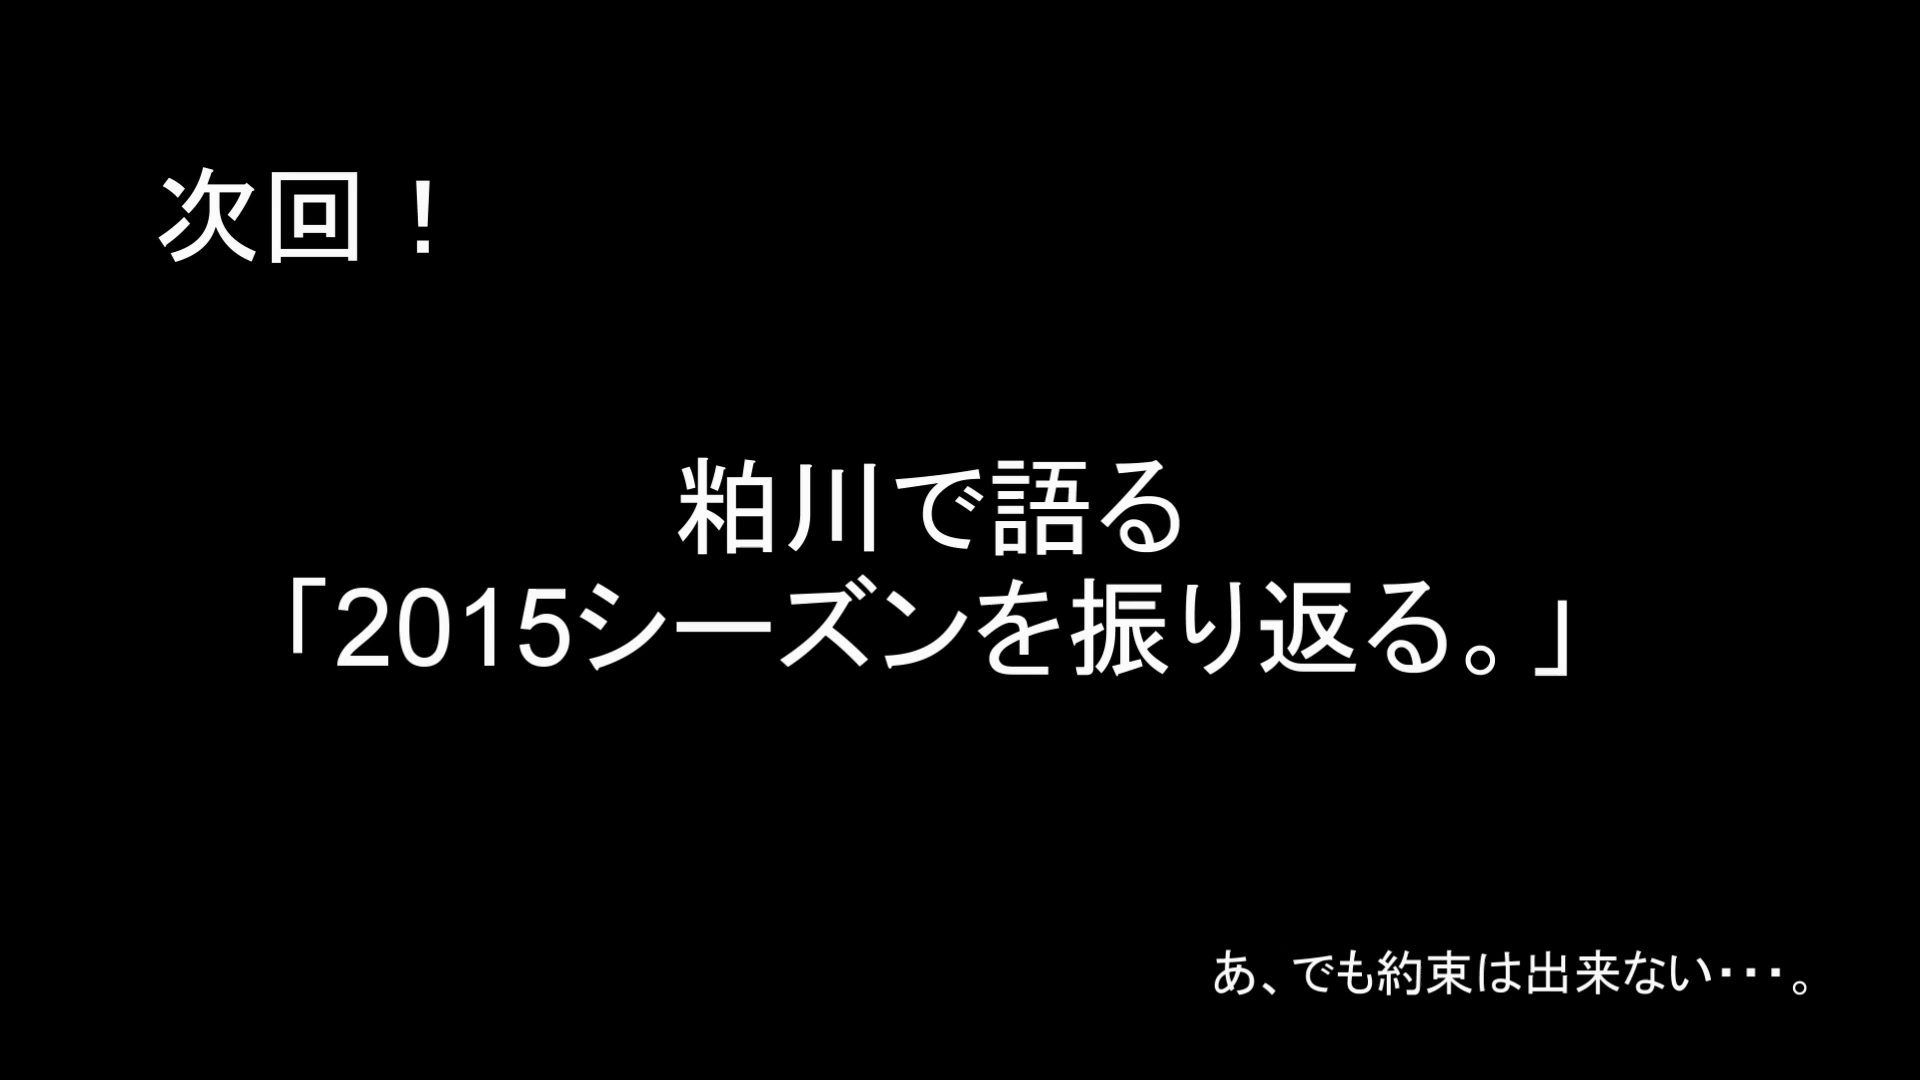 次回！
粕川で語る
「2015シーズンを振り返る。」
あ、でも約束は出来ない・・・。